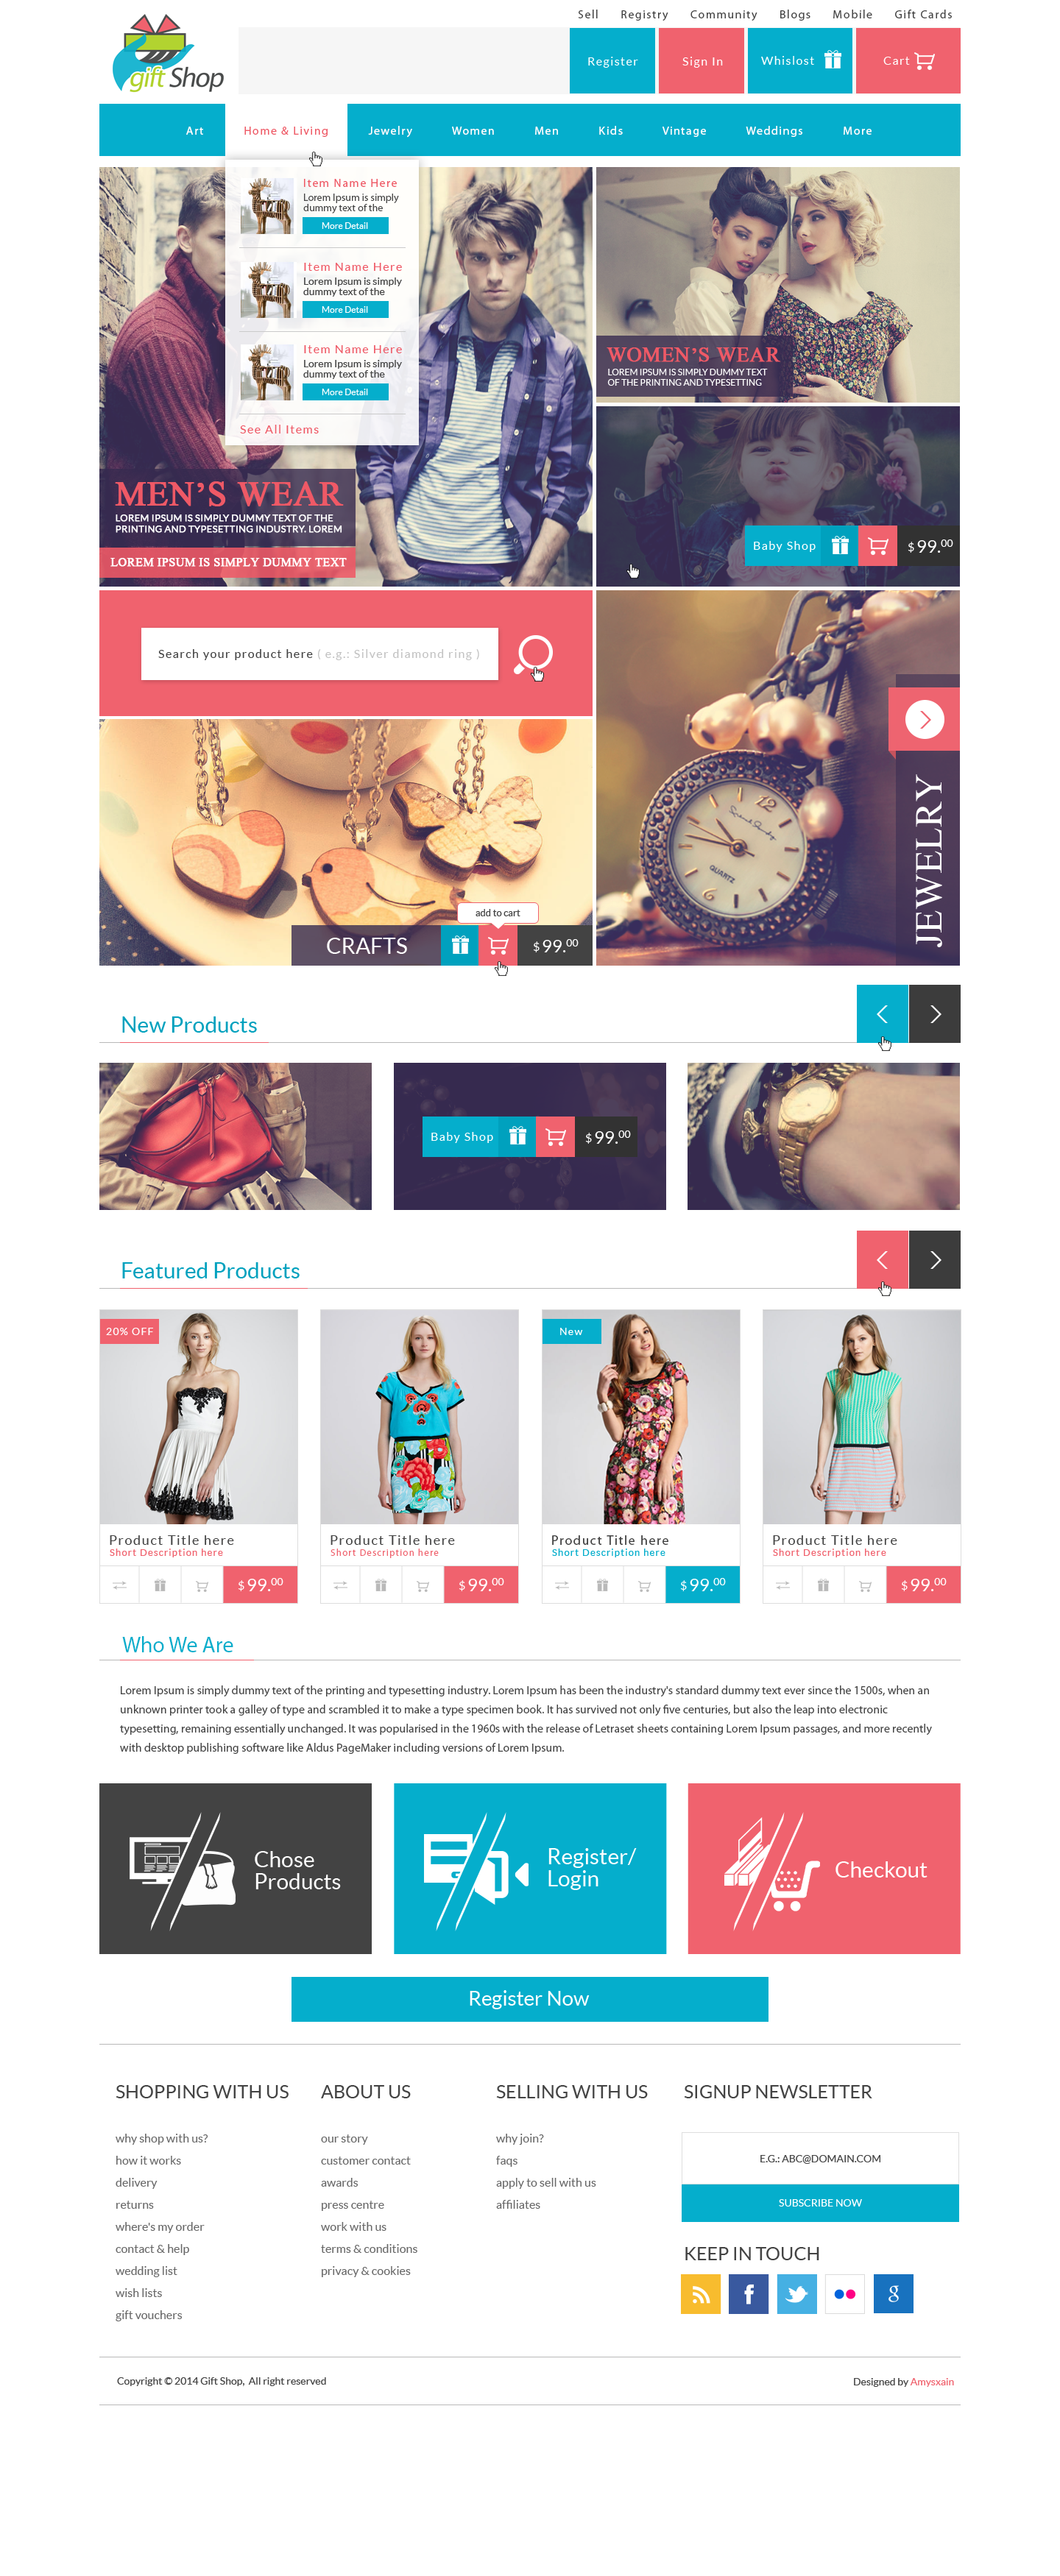 Sell Registry Community Blogs Mobile Gift Cards
gift Shop
Register Sign In Whislost Cart
Art Home & Living Jewelry Women Men Kids Vintage Weddings More
Item Name Here
Lorem Ipsum is simply
dummy text of the
More Detail
Item Name Here
Lorem Ipsum is simply
dummy text of the
More Detail
Item Name Here
Lorem Ipsum is simply
dummy text of the
More Detail
See All Items
MEN'S WEAR
LOREM IPSUM IS SIMPLY DUMMY TEXT OF THE
PRINTING AND TYPESETTING INDUSTRY. LOREM
LOREM IPSUM IS SIMPLY DUMMY TEXT
WOMEN'S WEAR
LOREM IPSUM IS SIMPLY DUMMY TEXT
OF THE PRINTING AND TYPESETTING
Baby Shop $99.00
Search your product here ( e.g.: Silver diamond ring )
JEWELRY
12
QUARTZ
add to cart
CRAFTS $99.00
New Products
Baby Shop $99.00
Featured Products
20% OFF
New
Product Title here
Short Description here
$99.00
Product Title here
Short Description here
$99.00
Product Title here
Short Description here
$99.00
Product Title here
Short Description here
$99.00
Who We Are
Lorem Ipsum is simply dummy text of the printing and typesetting industry. Lorem Ipsum has been the industry's standard dummy text ever since the 1500s, when an
unknown printer took a galley of type and scrambled it to make a type specimen book. It has survived not only five centuries, but also the leap into electronic
typesetting, remaining essentially unchanged. It was popularised in the 1960s with the release of Letraset sheets containing Lorem Ipsum passages, and more recently
with desktop publishing software like Aldus PageMaker including versions of Lorem Ipsum.
Chose
Products
Register/
Login
Checkout
Register Now
SHOPPING WITH US
why shop with us?
how it works
delivery
returns
where's my order
contact & help
wedding list
wish lists
gift vouchers
ABOUT US
our story
customer contact
awards
press centre
work with us
terms & conditions
privacy & cookies
SELLING WITH US
why join?
faqs
apply to sell with us
affiliates
SIGNUP NEWSLETTER
E.G.: ABC@DOMAIN.COM
SUBSCRIBE NOW
KEEP IN TOUCH
f
g
Copyright © 2014 Gift Shop, All right reserved
Designed by Amysxain